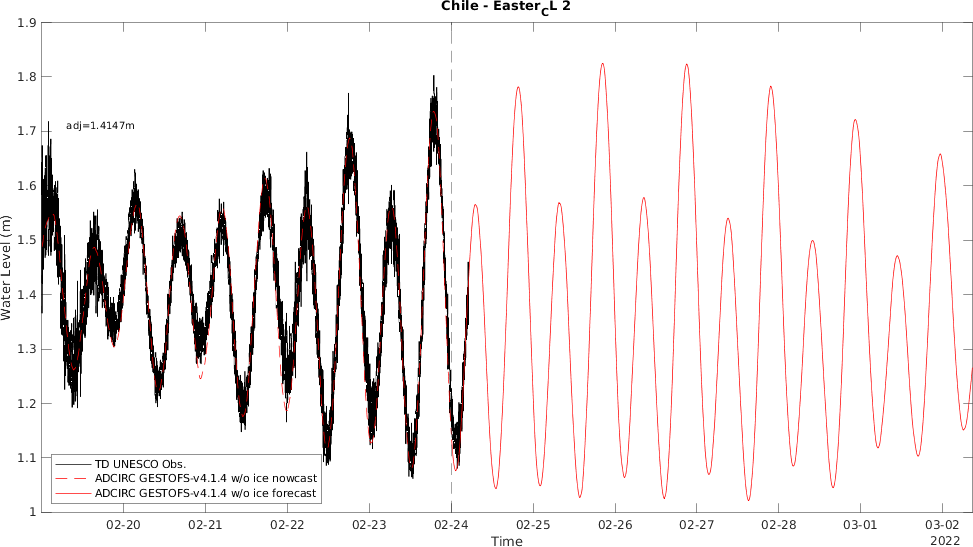 Chile - Easter_CL 2
1.9
1.8
1.7
1.6
1.5
1.4
1.3
1.2
1.1
1
Water Level (m)
adj=1.4147m
TD UNESCO Obs.
ADCIRC GESTOFS-v4.1.4 w/o ice nowcast
ADCIRC GESTOFS-v4.1.4 w/o ice forecast
02-20 02-21 02-22 02-23 02-24 02-25 02-26 02-27 02-28 03-01 03-02
Time
2022